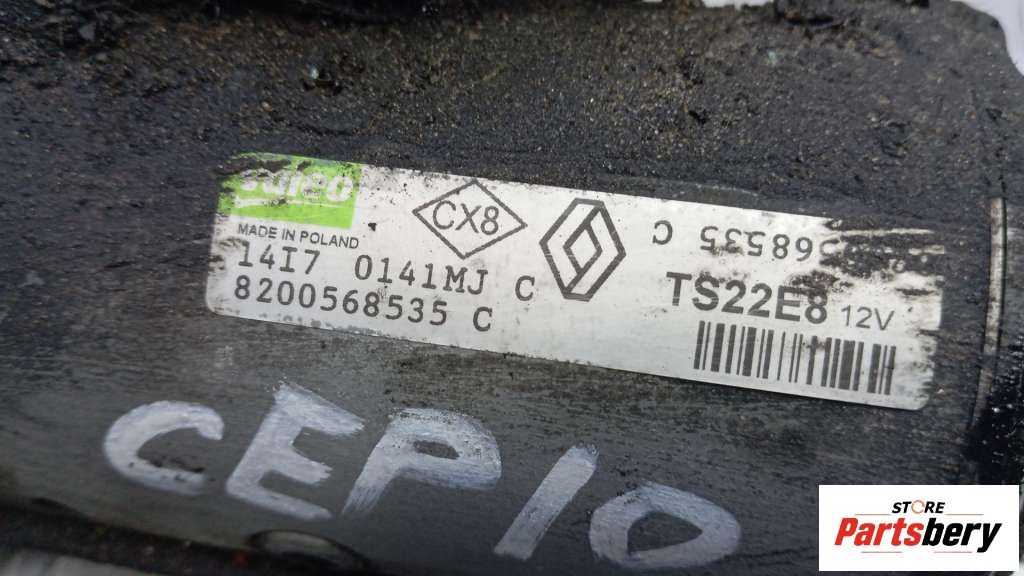 Valeo
MADE IN POLAND
14I7 0141MJ C
8200568535 C
CX8
68535 C
TS22E8 12V
CEP10
STORE
Partsbery